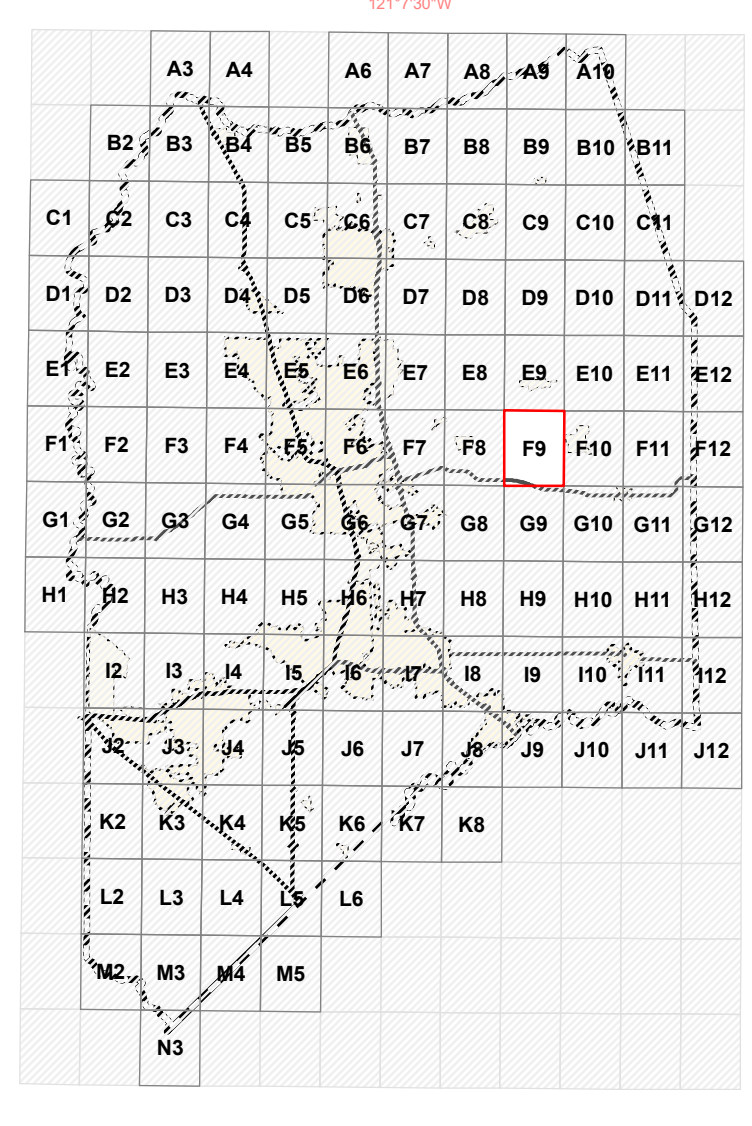 121°7'30"W
A3 A4 A6 A7 A8 A9 A10
B2 B3 B4 B5 B6 B7 B8 B9 B10 B11
C1 C2 C3 C4 C5 C6 C7 C8 C9 C10 C11
D1 D2 D3 D4 D5 D6 D7 D8 D9 D10 D11 D12
E1 E2 E3 E4 E5 E6 E7 E8 E9 E10 E11 E12
F1 F2 F3 F4 F5 F6 F7 F8 F9 F10 F11 F12
G1 G2 G3 G4 G5 G6 G7 G8 G9 G10 G11 G12
H1 H2 H3 H4 H5 H6 H7 H8 H9 H10 H11 H12
I2 I3 I4 I5 I6 I7 I8 I9 I10 I11 I12
J2 J3 J4 J5 J6 J7 J8 J9 J10 J11 J12
K2 K3 K4 K5 K6 K7 K8
L2 L3 L4 L5 L6
M2 M3 M4 M5
N3